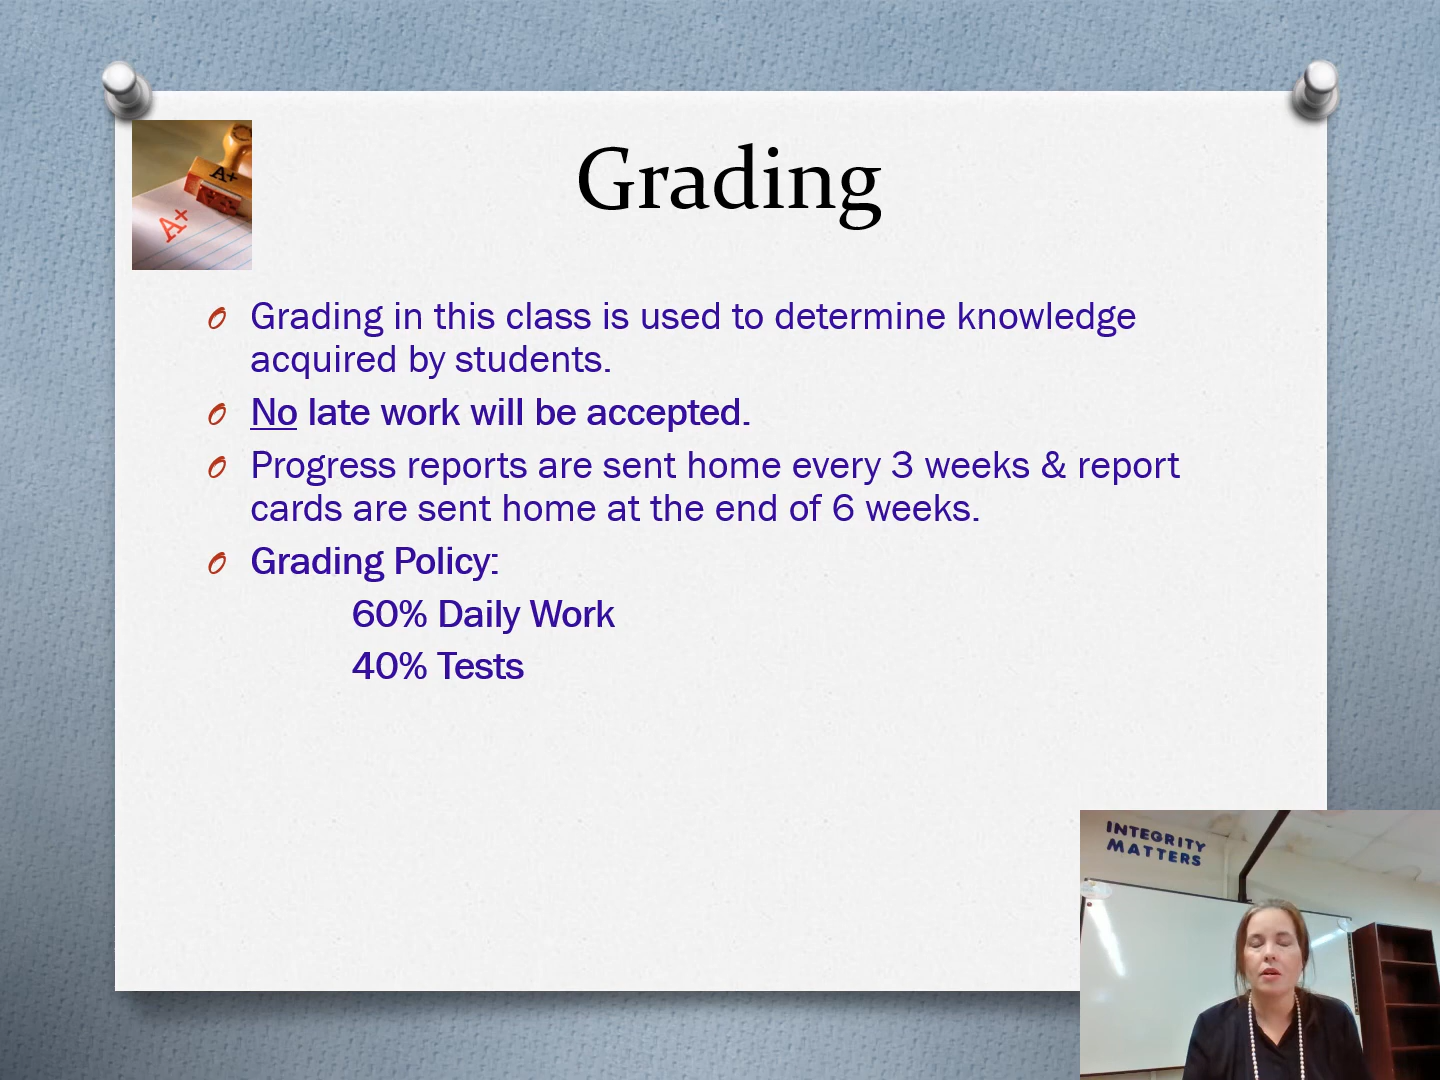 A+
A+
Grading
Grading in this class is used to determine knowledge
acquired by students.
No late work will be accepted.
Progress reports are sent home every 3 weeks & report
cards are sent home at the end of 6 weeks.
Grading Policy:
60% Daily Work
40% Tests
INTEGRITY
MATTERS